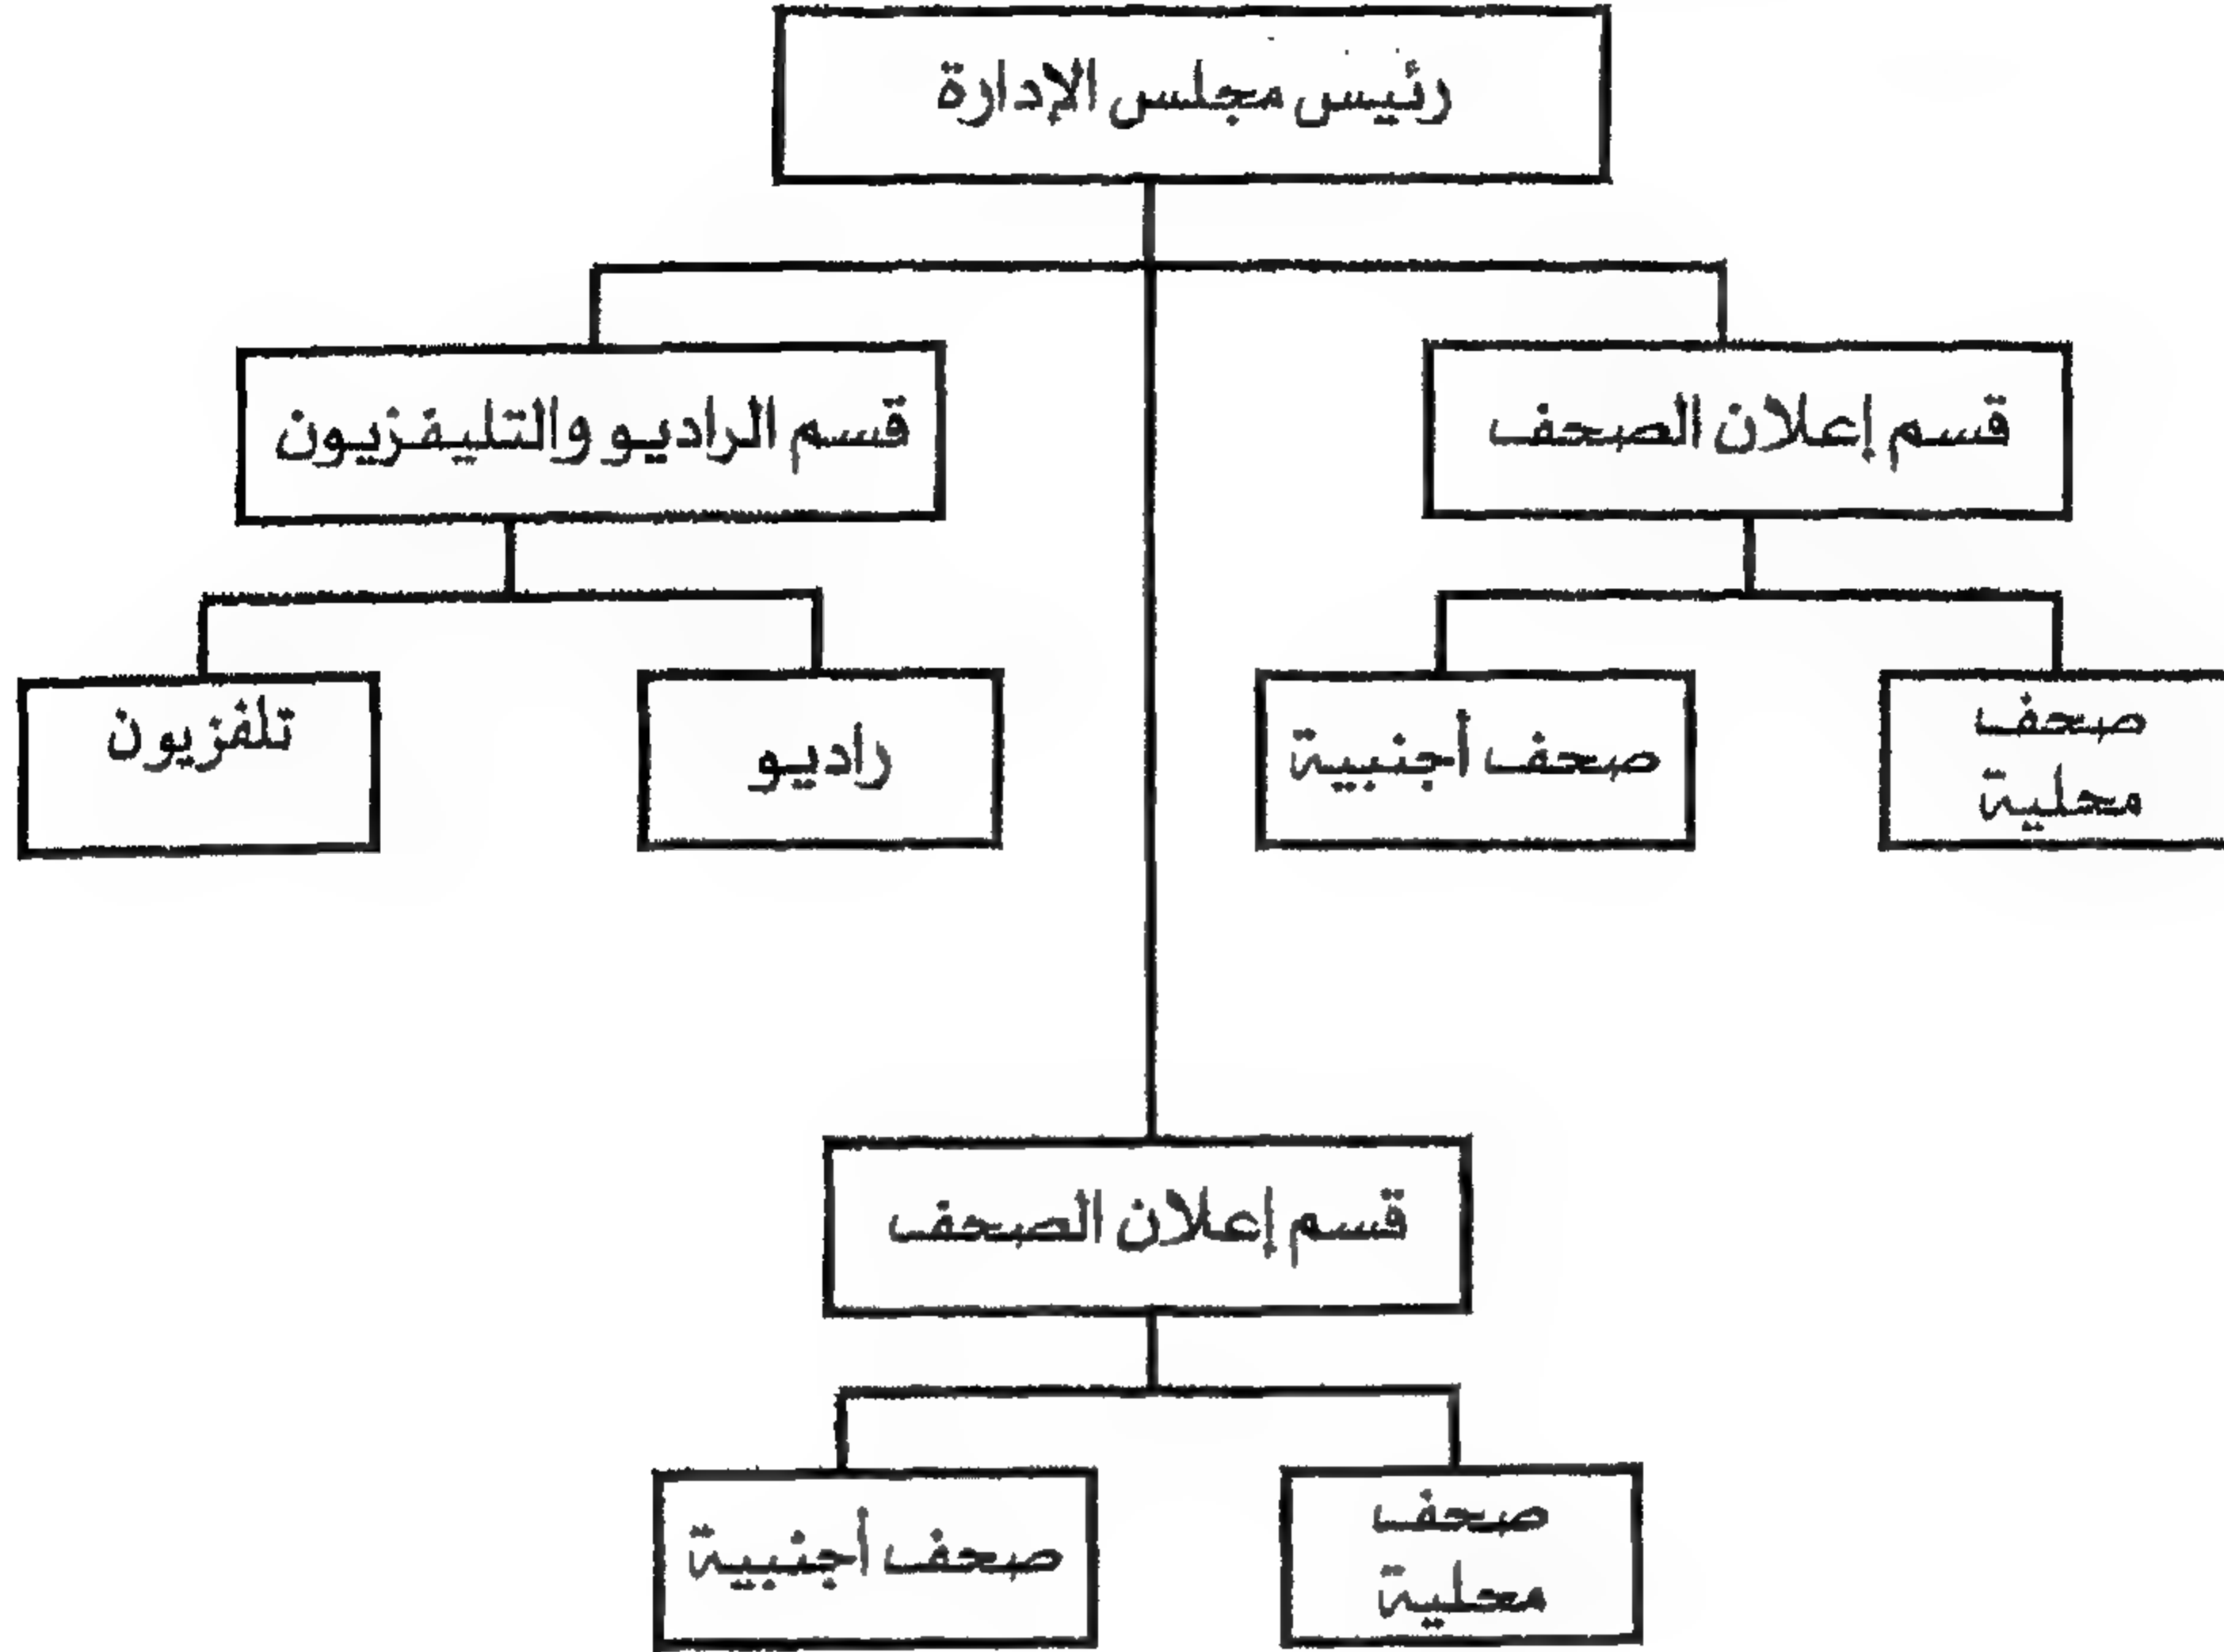 رئيس مجلس الإدارة
قسم إعلان الصحف
قسم الراديو والتليفزيون
صحف
محلية
صحف أجنبية
راديو
تلفزيون
قسم إعلان الصحف
صحف
محلية
صحف أجنبية